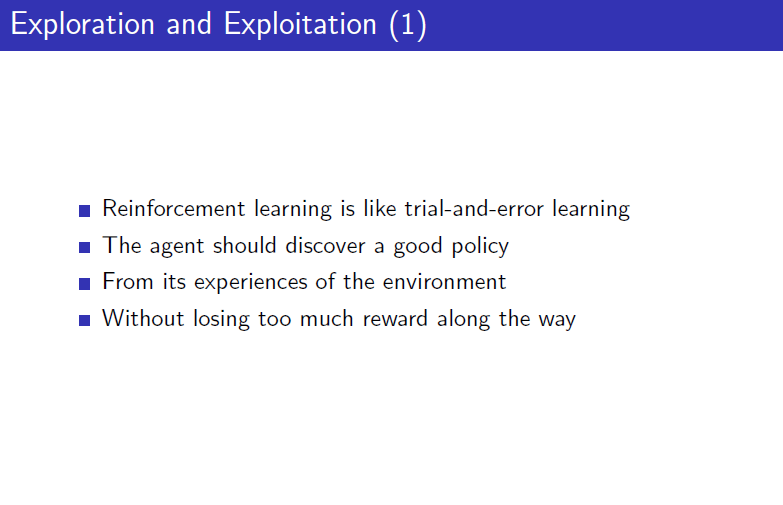 Exploration and Exploitation (1)
Reinforcement learning is like trial-and-error learning
The agent should discover a good policy
From its experiences of the environment
Without losing too much reward along the way